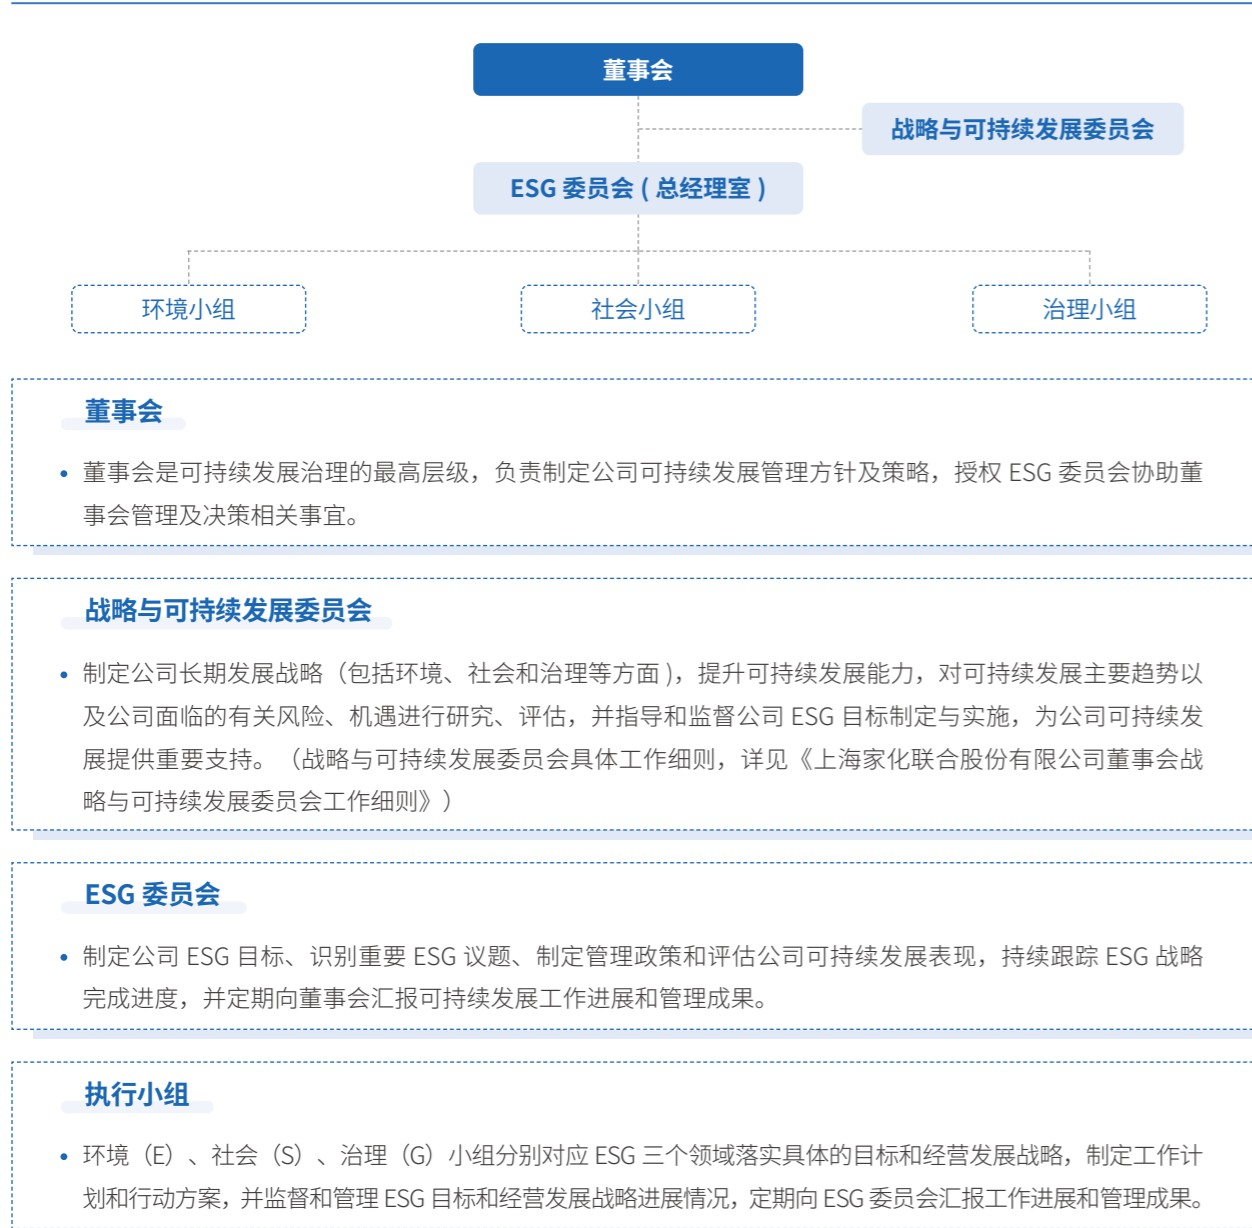 董事会
战略与可持续发展委员会
ESG 委员会 ( 总经理室 )
环境小组
社会小组
治理小组
董事会
• 董事会是可持续发展治理的最高层级，负责制定公司可持续发展管理方针及策略，授权 ESG 委员会协助董
事会管理及决策相关事宜。
战略与可持续发展委员会
• 制定公司长期发展战略（包括环境、社会和治理等方面 )，提升可持续发展能力，对可持续发展主要趋势以
及公司面临的有关风险、机遇进行研究、评估，并指导和监督公司 ESG 目标制定与实施，为公司可持续发
展提供重要支持。（战略与可持续发展委员会具体工作细则，详见《上海家化联合股份有限公司董事会战
略与可持续发展委员会工作细则》）
ESG 委员会
• 制定公司 ESG 目标、识别重要 ESG 议题、制定管理政策和评估公司可持续发展表现，持续跟踪 ESG 战略
完成进度，并定期向董事会汇报可持续发展工作进展和管理成果。
执行小组
• 环境（E）、社会（S）、治理（G）小组分别对应 ESG 三个领域落实具体的目标和经营发展战略，制定工作计
划和行动方案，并监督和管理 ESG 目标和经营发展战略进展情况，定期向 ESG 委员会汇报工作进展和管理成果。